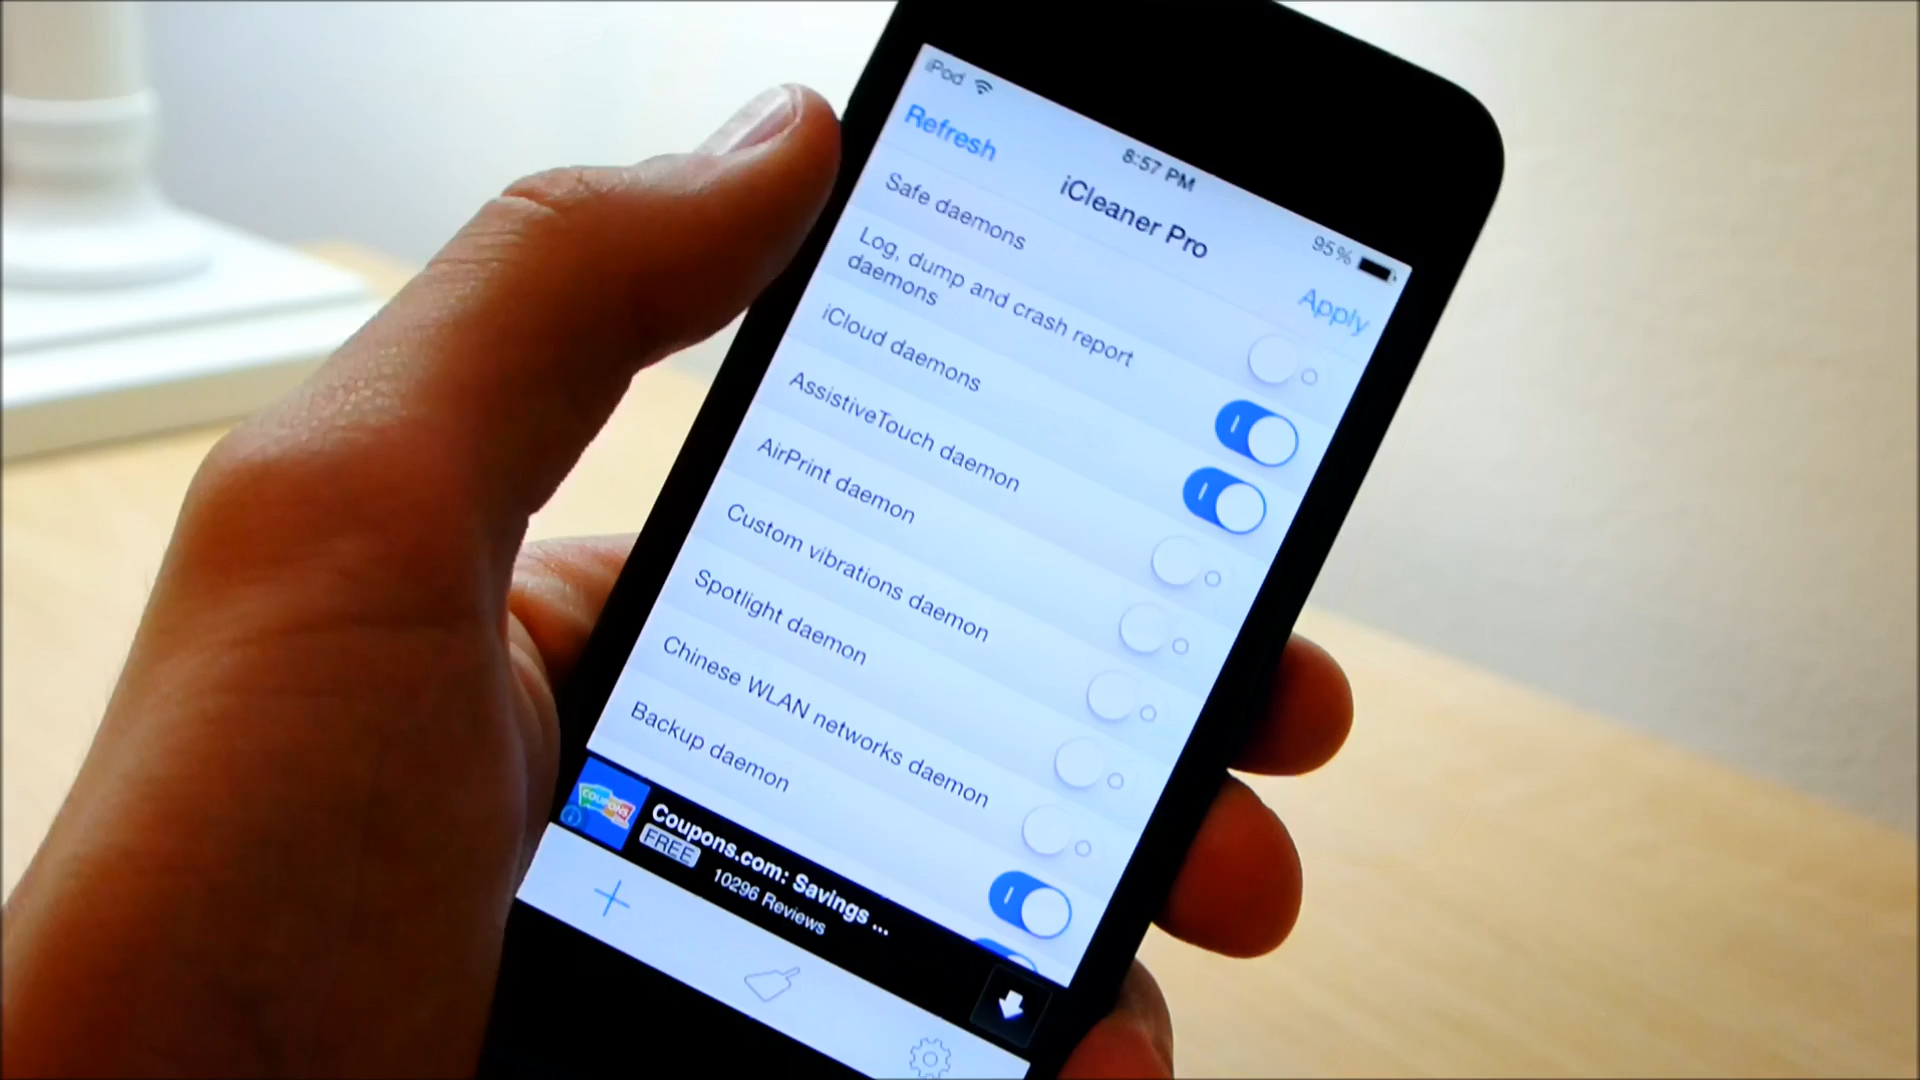 iPod
8:57 PM
95%
Refresh
iCleaner Pro
Apply
Safe daemons
Log, dump and crash report
daemons
iCloud daemons
AssistiveTouch daemon
AirPrint daemon
Custom vibrations daemon
Spotlight daemon
Chinese WLAN networks daemon
Backup daemon
COUPONS
Coupons.com: Savings ...
FREE
10296 Reviews